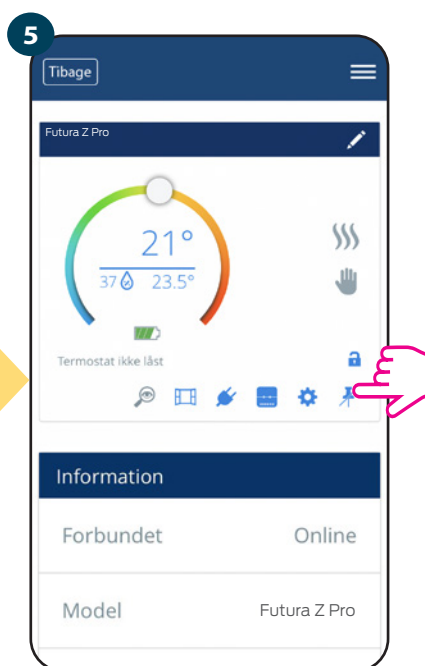 5
Tibage
Futura Z Pro
21°
37 23.5°
Termostat ikke låst
Information
Forbundet Online
Model Futura Z Pro